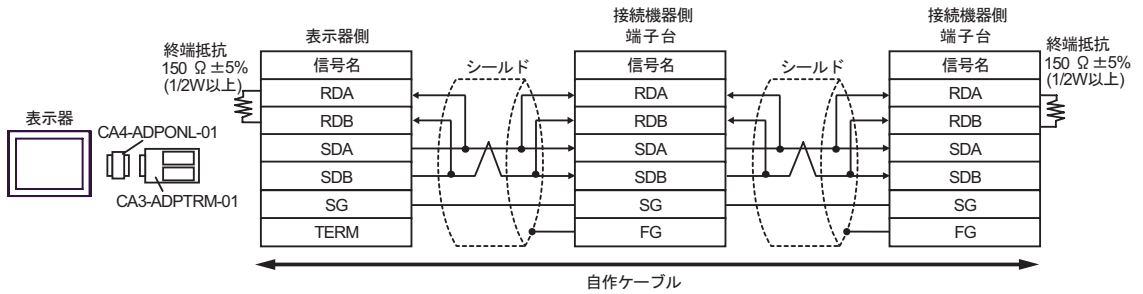 表示器
CA4-ADPONL-01
CA3-ADPTRM-01
終端抵抗
150 Ω ±5%
(1/2W以上)
表示器側
信号名
RDA
RDB
SDA
SDB
SG
TERM
シールド
接続機器側
端子台
信号名
RDA
RDB
SDA
SDB
SG
FG
シールド
接続機器側
端子台
信号名
RDA
RDB
SDA
SDB
SG
FG
終端抵抗
150 Ω ±5%
(1/2W以上)
自作ケーブル